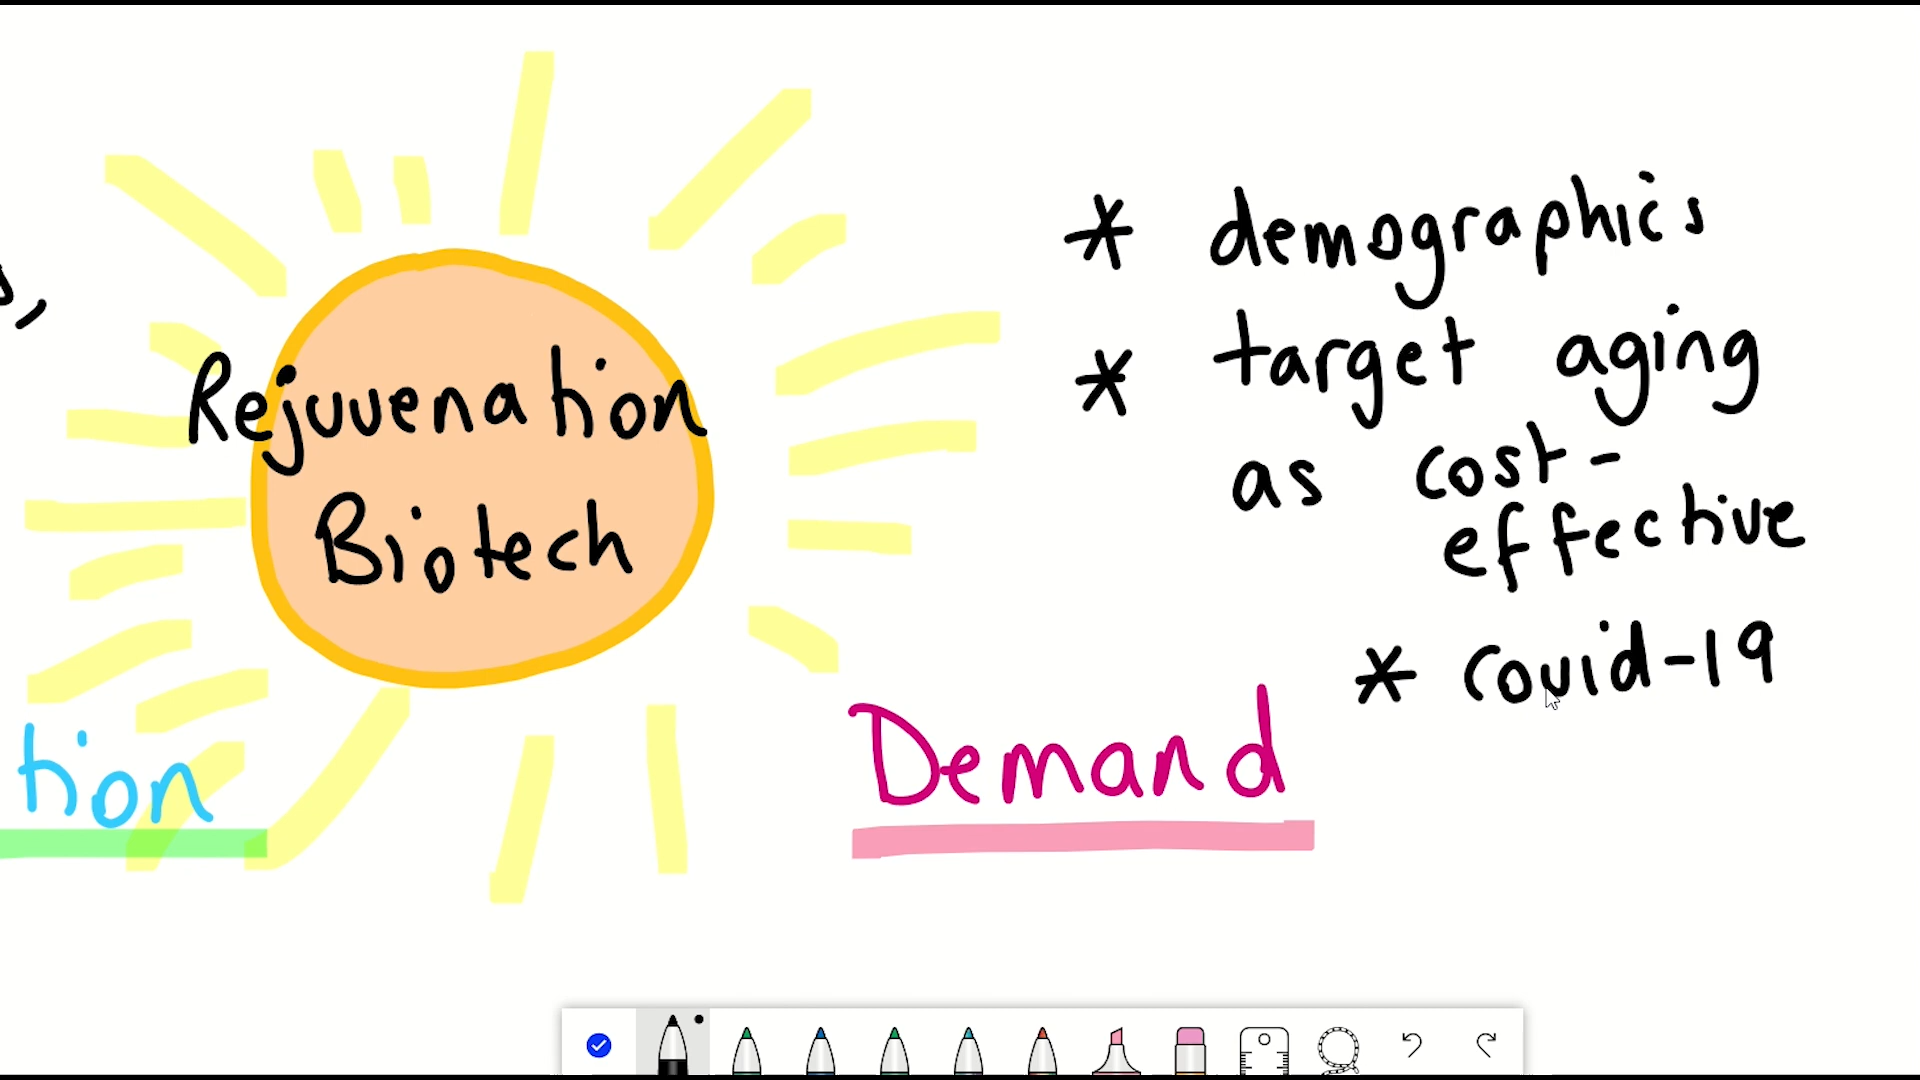 s,
Rejuvenation
Biotech
* demographics
* target aging
as cost-
effective
* covid-19
tion
Demand